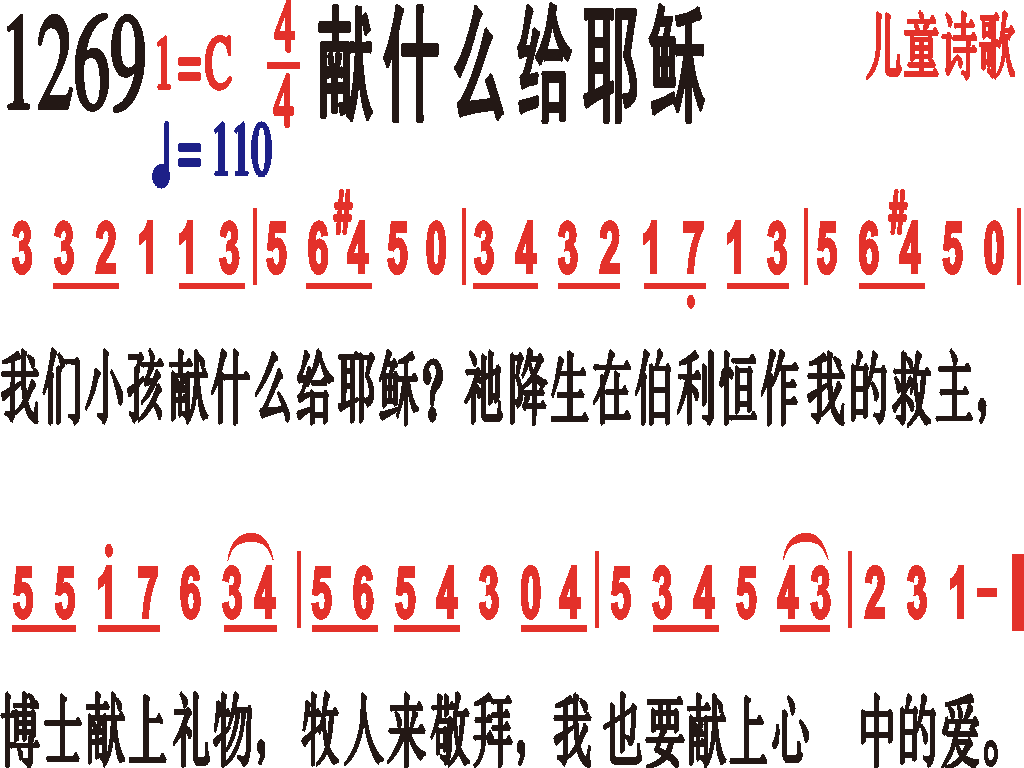 1269 1=C 4/4 献什么给耶稣 儿童诗歌
♩=110
3 3 2 1 1 3 | 5 6 #4 5 0 | 3 4 3 2 1 7̣ 1 3 | 5 6 #4 5 0 |
我们小孩献什么给耶稣？祂降生在伯利恒作我的救主，
5 5 1̇ 7 6 3 4 | 5 6 5 4 3 0 4 | 5 3 4 5 4 3 | 2 3 1 -
博士献上礼物，牧人来敬拜，我也要献上心 中的爱。